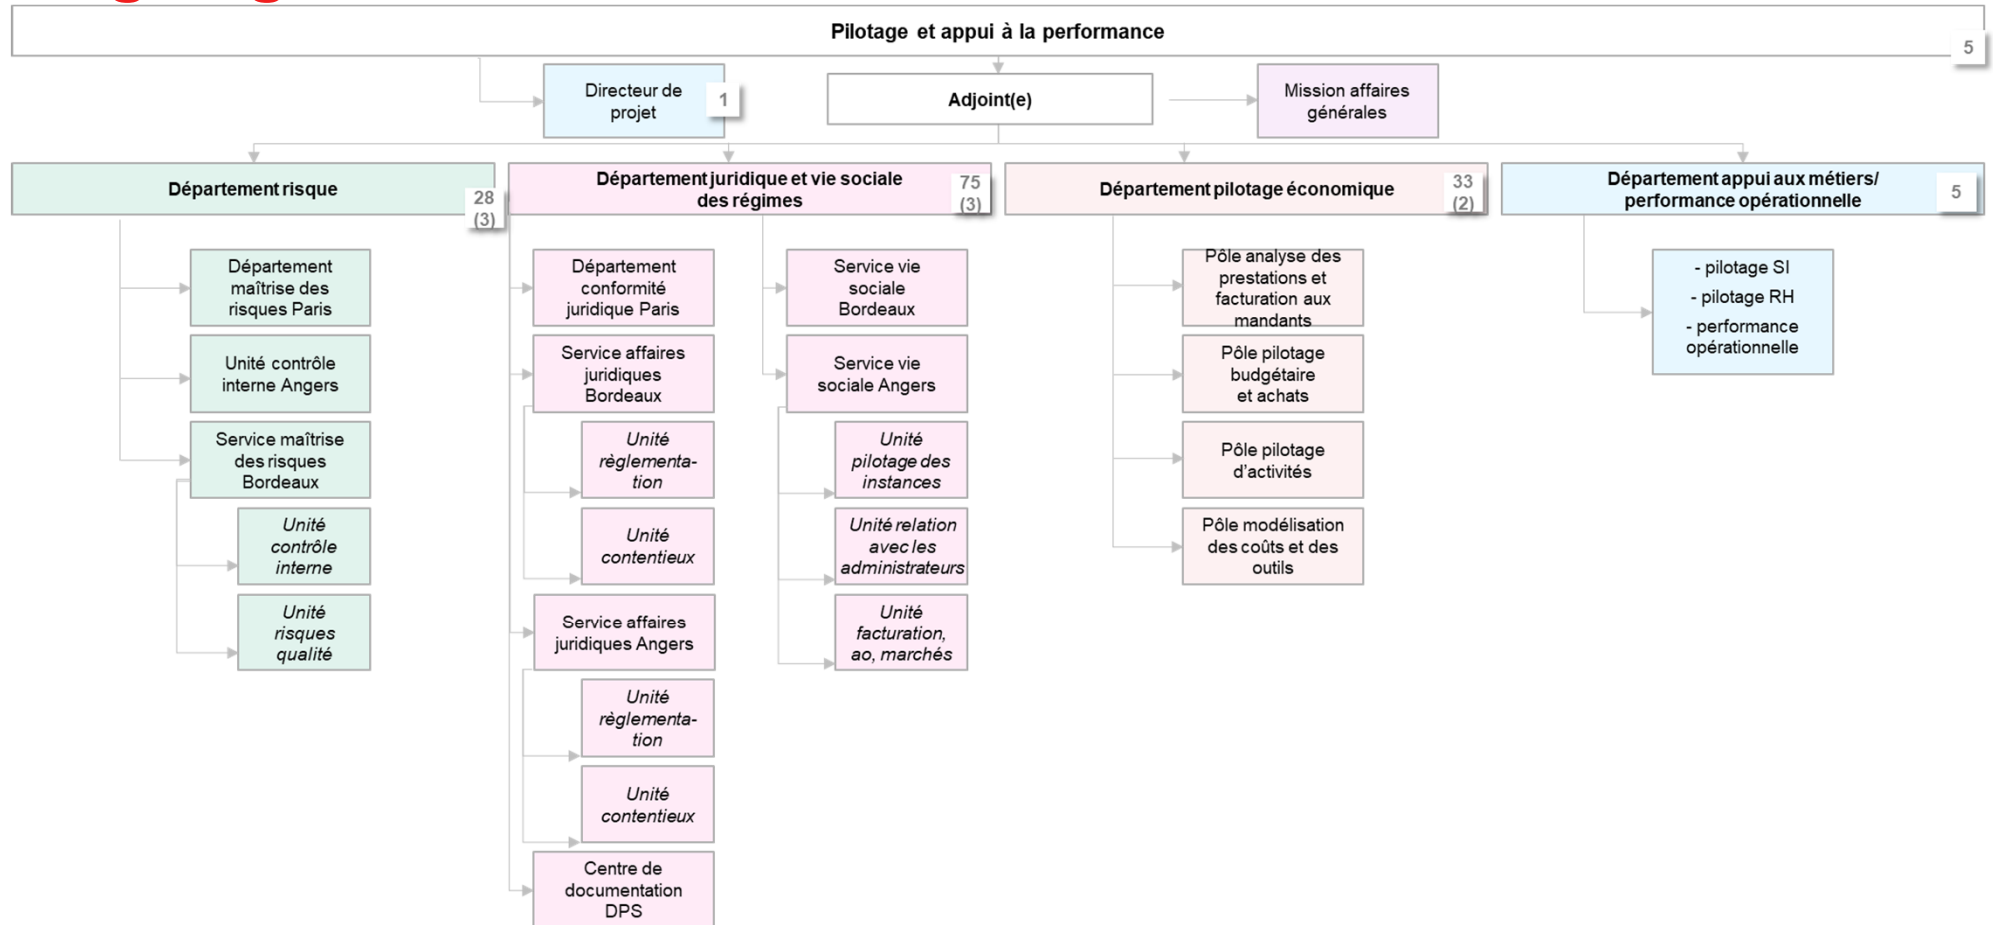 Pilotage et appui à la performance
5
Directeur de
projet
1
Adjoint(e)
Mission affaires
générales
Département risque
28
(3)
Département juridique et vie sociale
des régimes
75
(3)
Département pilotage économique
33
(2)
Département appui aux métiers/
performance opérationnelle
5
Département
maîtrise des
risques Paris
Unité contrôle
interne Angers
Service maîtrise
des risques
Bordeaux
Unité
contrôle
interne
Unité
risques
qualité
Département
conformité
juridique Paris
Service affaires
juridiques
Bordeaux
Unité
règlementa-
tion
Unité
contentieux
Service affaires
juridiques Angers
Unité
règlementa-
tion
Unité
contentieux
Centre de
documentation
DPS
Service vie
sociale
Bordeaux
Service vie
sociale Angers
Unité
pilotage des
instances
Unité relation
avec les
administrateurs
Unité
facturation,
ao, marchés
Pôle analyse des
prestations et
facturation aux
mandants
Pôle pilotage
budgétaire
et achats
Pôle pilotage
d’activités
Pôle modélisation
des coûts et des
outils
- pilotage SI
- pilotage RH
- performance
opérationnelle